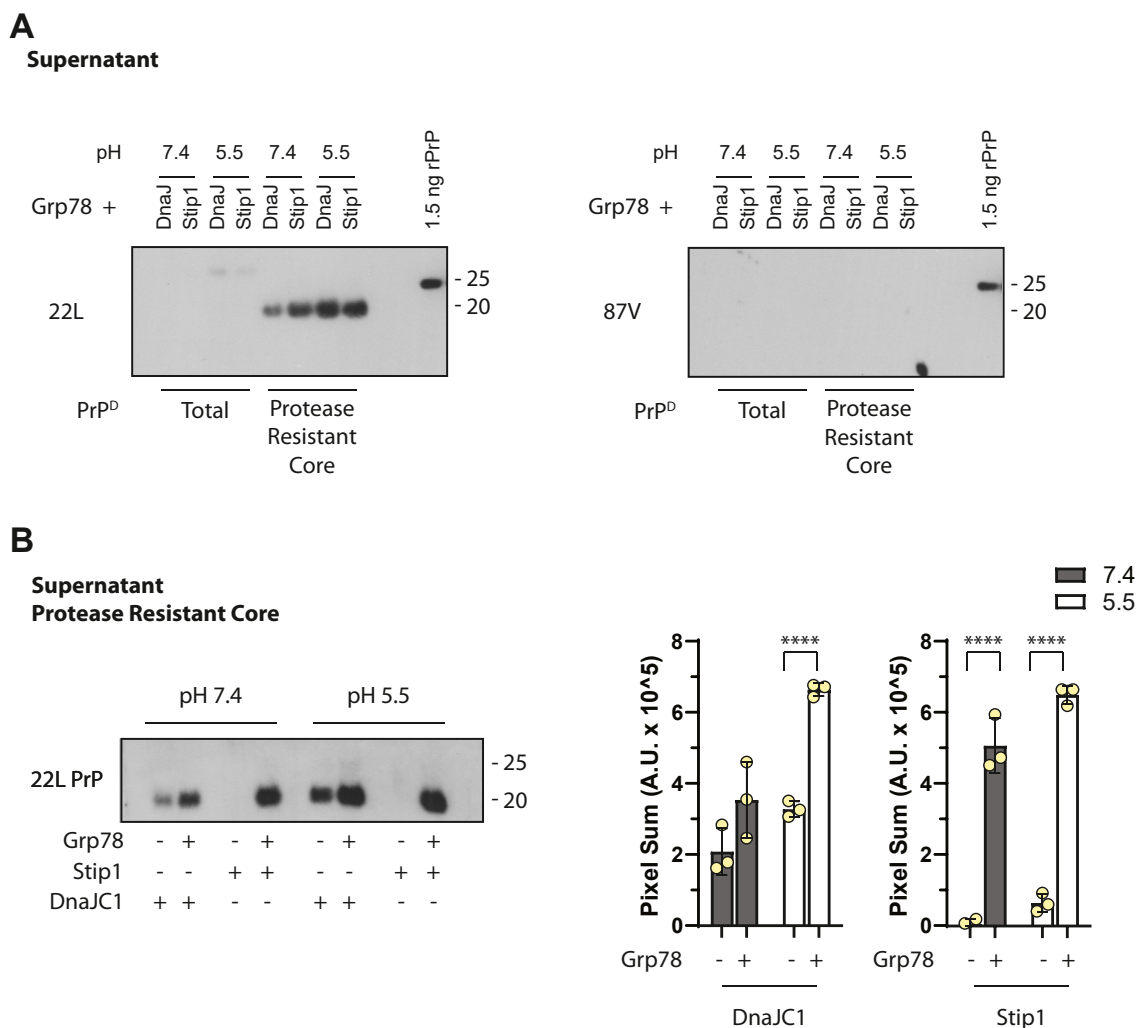 A
Supernatant
pH 7.4 5.5 7.4 5.5
Grp78 + DnaJ Stip1 DnaJ Stip1 DnaJ Stip1 DnaJ Stip1 1.5 ng rPrP
22L
- 25
- 20
PrPᴰ Total Protease
Resistant
Core
pH 7.4 5.5 7.4 5.5
Grp78 + DnaJ Stip1 DnaJ Stip1 DnaJ Stip1 DnaJ Stip1 1.5 ng rPrP
87V
- 25
- 20
PrPᴰ Total Protease
Resistant
Core
B
Supernatant
Protease Resistant Core
pH 7.4 pH 5.5
22L PrP
- 25
- 20
Grp78 - + - + - + - +
Stip1 - - + + - - + +
DnaJC1 + + - - + + - -
7.4
5.5
Pixel Sum (A.U. x 10^5)
8
6
4
2
0
****
Grp78 - + - +
DnaJC1
Pixel Sum (A.U. x 10^5)
8
6
4
2
0
**** ****
Grp78 - + - +
Stip1